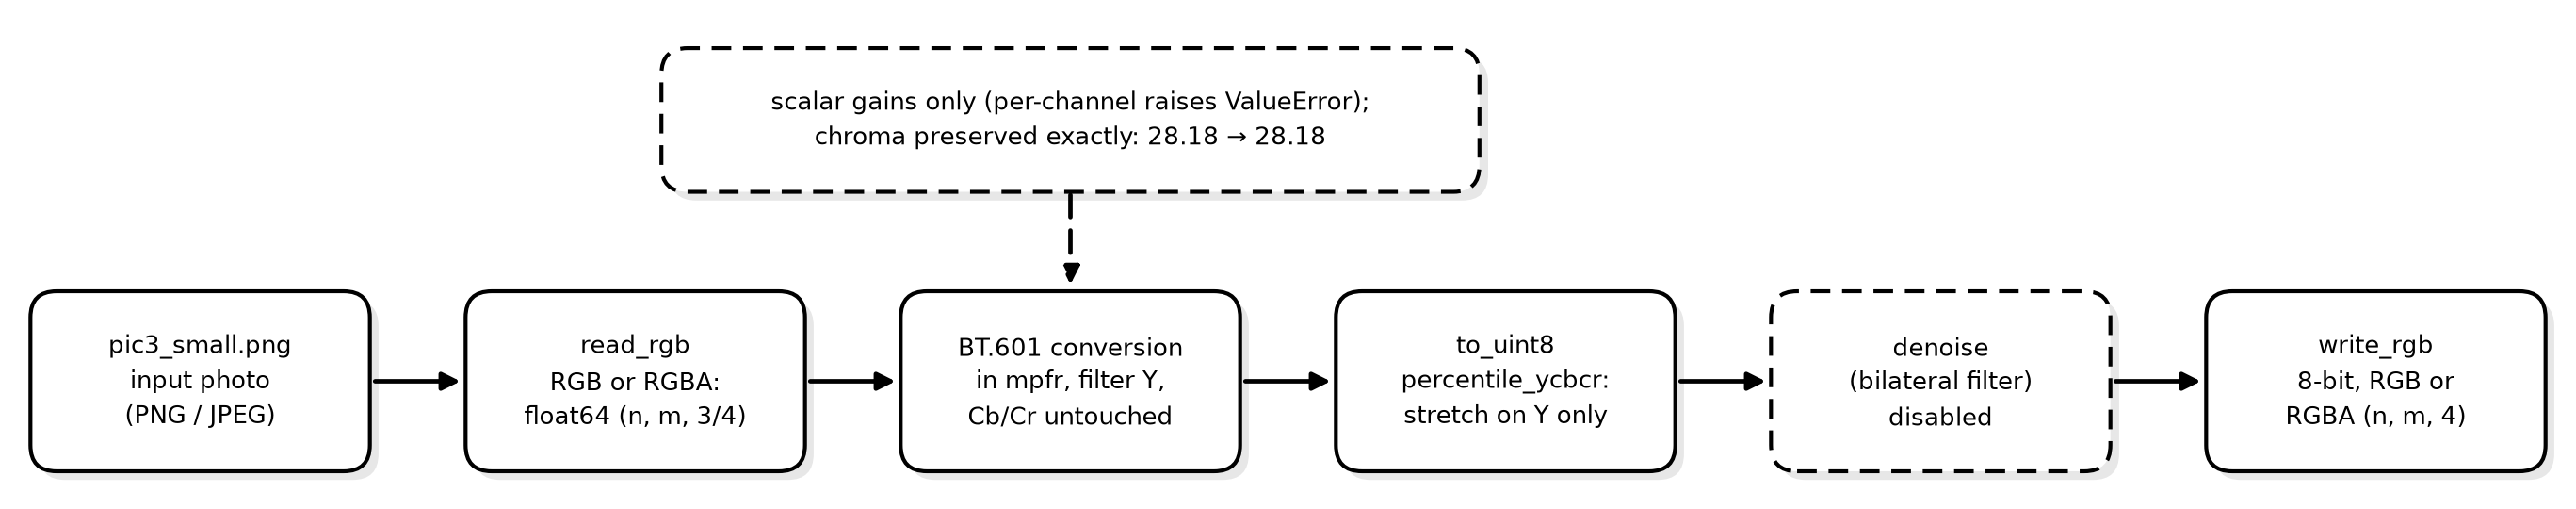 scalar gains only (per-channel raises ValueError);
chroma preserved exactly: 28.18 → 28.18
pic3_small.png
input photo
(PNG / JPEG)
read_rgb
RGB or RGBA:
float64 (n, m, 3/4)
BT.601 conversion
in mpfr, filter Y,
Cb/Cr untouched
to_uint8
percentile_ycbcr:
stretch on Y only
denoise
(bilateral filter)
disabled
write_rgb
8-bit, RGB or
RGBA (n, m, 4)